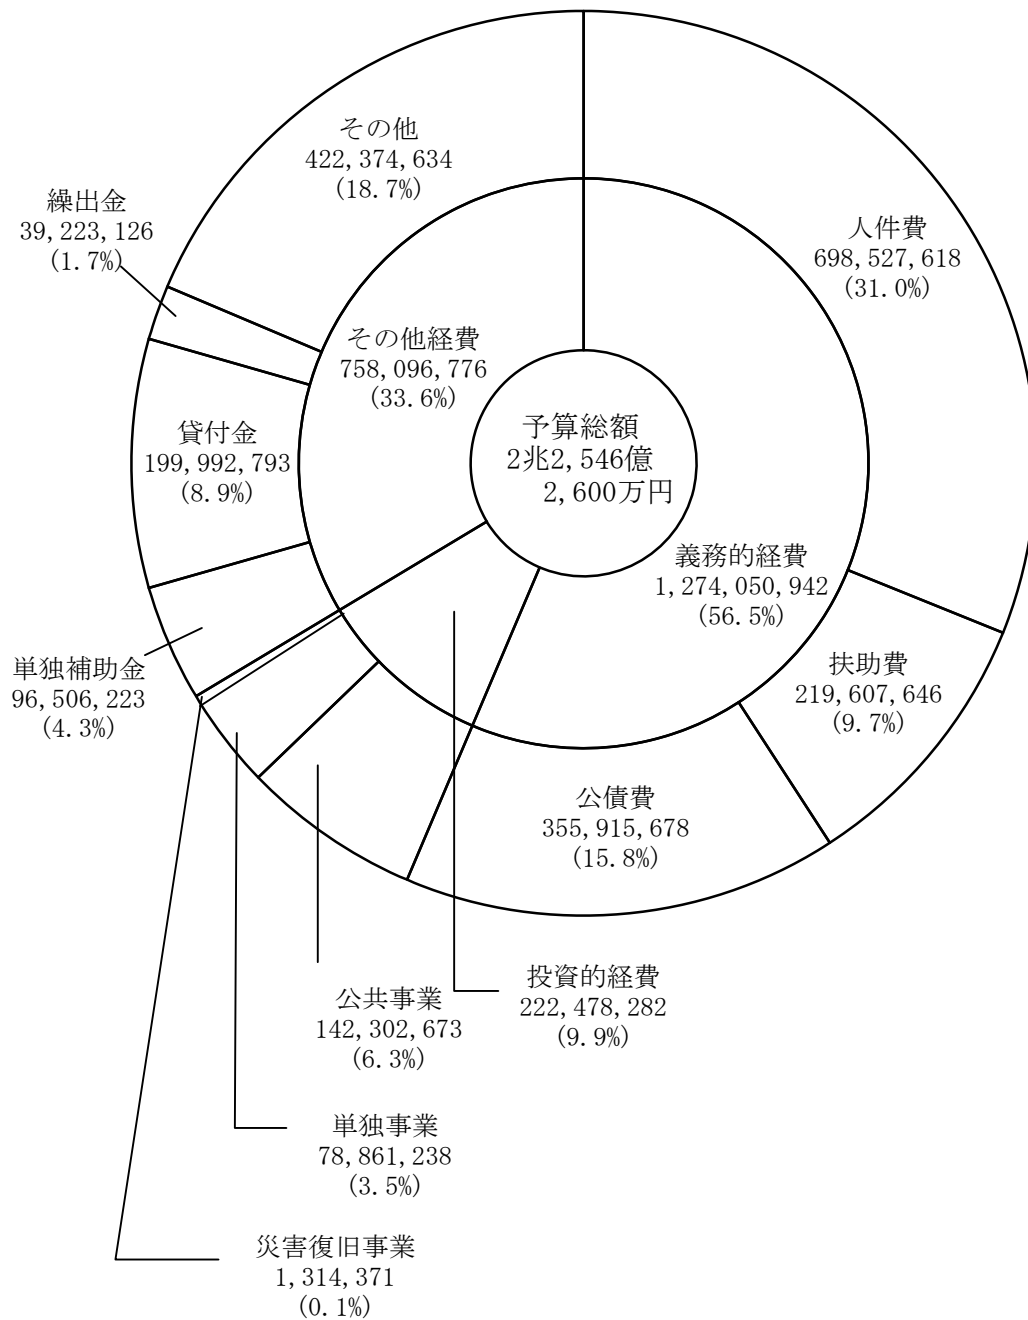 その他
422,374,634
(18.7%)
繰出金
39,223,126
(1.7%)
人件費
698,527,618
(31.0%)
その他経費
758,096,776
(33.6%)
予算総額
2兆2,546億
2,600万円
貸付金
199,992,793
(8.9%)
義務的経費
1,274,050,942
(56.5%)
単独補助金
96,506,223
(4.3%)
扶助費
219,607,646
(9.7%)
公債費
355,915,678
(15.8%)
投資的経費
222,478,282
(9.9%)
公共事業
142,302,673
(6.3%)
単独事業
78,861,238
(3.5%)
災害復旧事業
1,314,371
(0.1%)